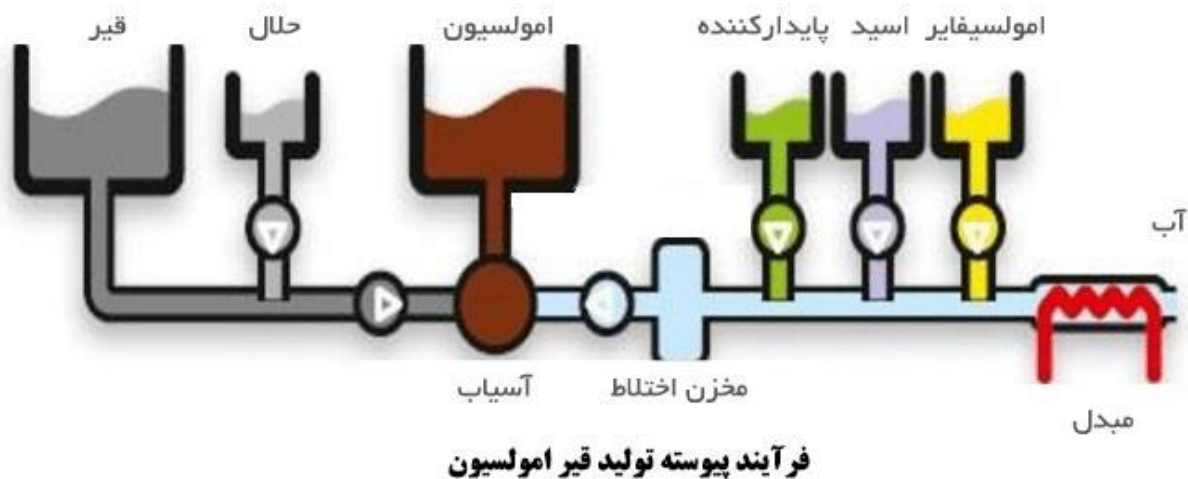 امولسیفایر اسید پایدارکننده امولسیون حلال قیر
آب
مخزن اختلاط آسیاب
مبدل
فرآیند پیوسته تولید قیر امولسیون